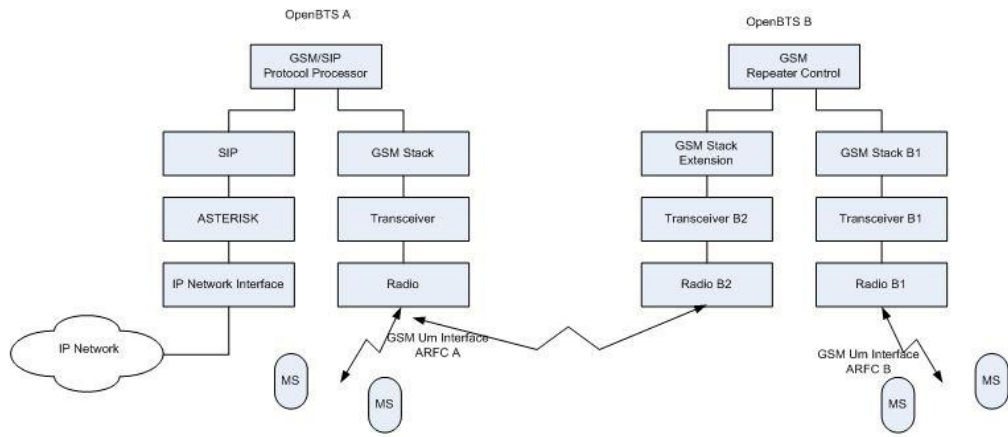 OpenBTS A
OpenBTS B
GSM/SIP
Protocol Processor
GSM
Repeater Control
SIP
GSM Stack
GSM Stack
Extension
GSM Stack B1
ASTERISK
Transceiver
Transceiver B2
Transceiver B1
IP Network Interface
Radio
Radio B2
Radio B1
IP Network
GSM Um Interface
ARFC A
GSM Um Interface
ARFC B
MS
MS
MS
MS